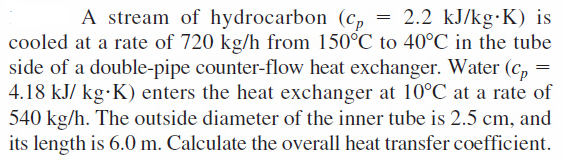 A stream of hydrocarbon (cₚ = 2.2 kJ/kg·K) is
cooled at a rate of 720 kg/h from 150°C to 40°C in the tube
side of a double-pipe counter-flow heat exchanger. Water (cₚ =
4.18 kJ/ kg·K) enters the heat exchanger at 10°C at a rate of
540 kg/h. The outside diameter of the inner tube is 2.5 cm, and
its length is 6.0 m. Calculate the overall heat transfer coefficient.